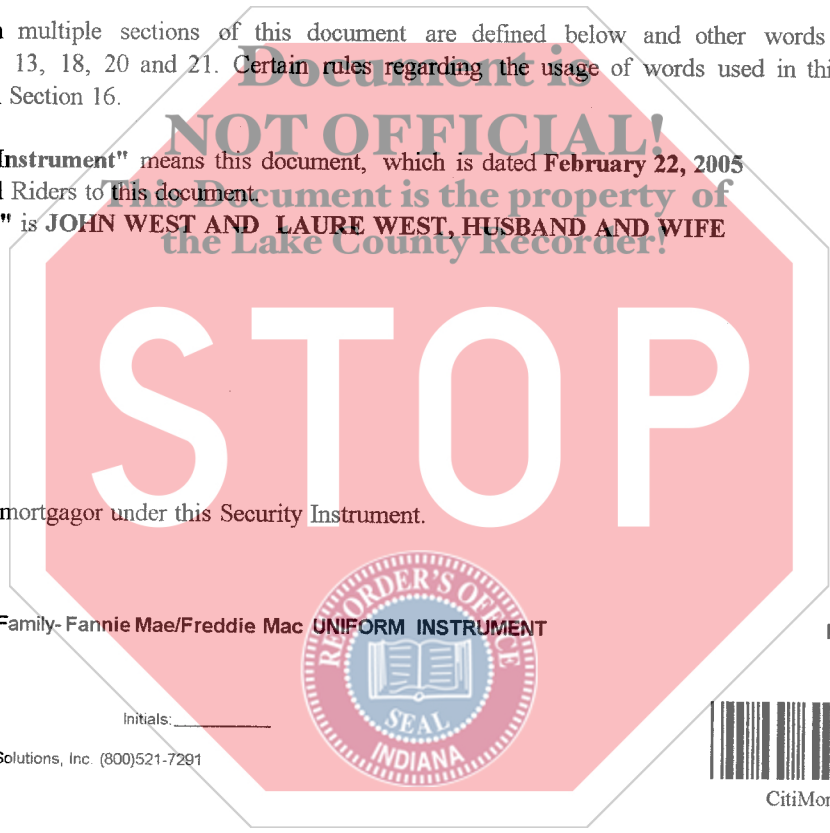 multiple sections of this document are defined below and other words
13, 18, 20 and 21. Certain rules regarding the usage of words used in
Section 16.
Document is
NOT OFFICIAL!
Instrument" means this document, which is dated February 22, 2005
Riders to this document.
This Document is the property of
" is JOHN WEST AND LAURE WEST, HUSBAND AND WIFE
the Lake County Recorder!
STOP
mortgagor under this Security Instrument.
Family- Fannie Mae/Freddie Mac UNIFORM INSTRUMENT
RECORDER'S OFFICE
SEAL
INDIANA
Initials:
Solutions, Inc. (800)521-7291